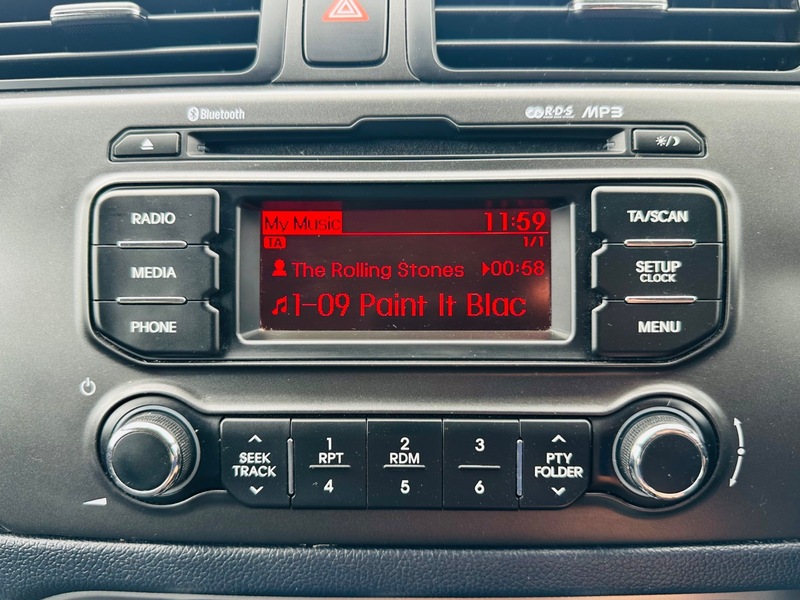 Bluetooth
R·D·S MP3
RADIO
MEDIA
PHONE
My Music 11:59
TA 1/1
The Rolling Stones 00:58
1-09 Paint It Blac
TA/SCAN
SETUP
CLOCK
MENU
SEEK
TRACK
1
RPT
4
2
RDM
5
3
6
PTY
FOLDER